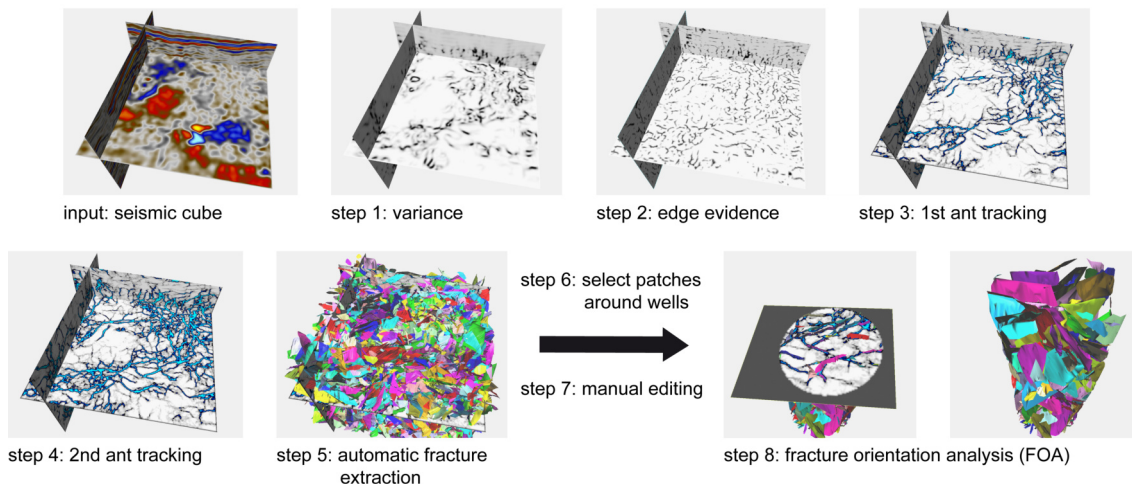 input: seismic cube
step 1: variance
step 2: edge evidence
step 3: 1st ant tracking
step 4: 2nd ant tracking
step 5: automatic fracture
extraction
step 6: select patches
around wells
step 7: manual editing
step 8: fracture orientation analysis (FOA)